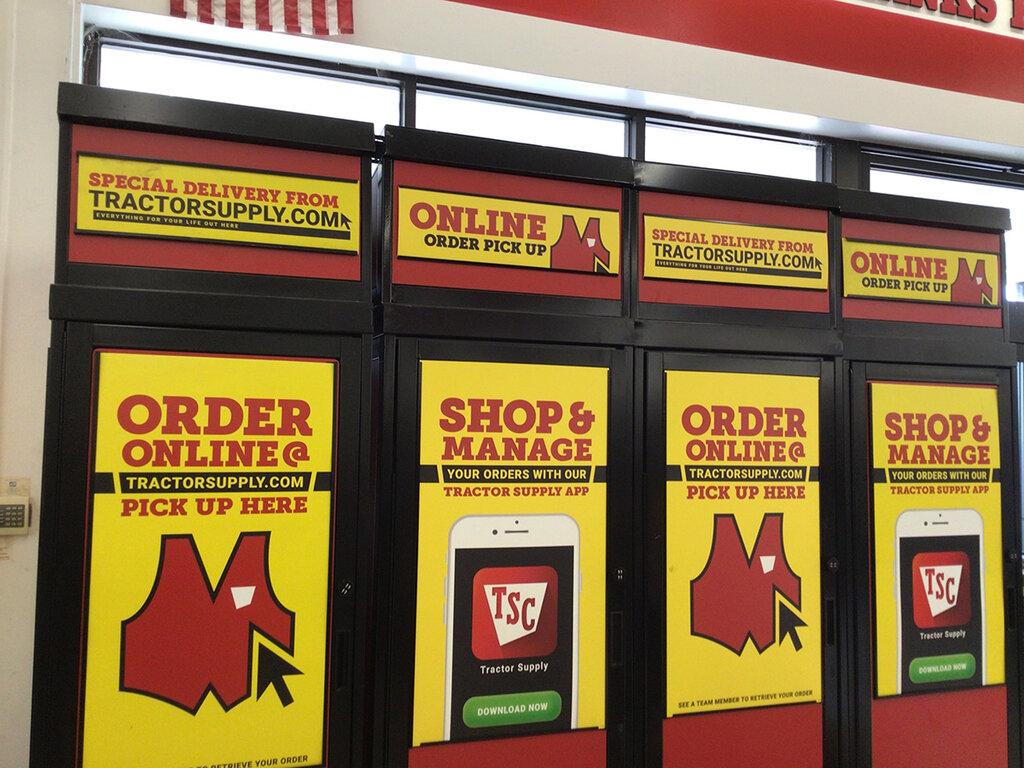 SPECIAL DELIVERY FROM
TRACTORSUPPLY.COM
EVERYTHING FOR YOUR LIFE OUT HERE
ONLINE
ORDER PICK UP
SPECIAL DELIVERY FROM
TRACTORSUPPLY.COM
EVERYTHING FOR YOUR LIFE OUT HERE
ONLINE
ORDER PICK UP
ORDER
ONLINE @
TRACTORSUPPLY.COM
PICK UP HERE
RETRIEVE YOUR ORDER
SHOP &
MANAGE
YOUR ORDERS WITH OUR
TRACTOR SUPPLY APP
TSC
Tractor Supply
DOWNLOAD NOW
ORDER
ONLINE @
TRACTORSUPPLY.COM
PICK UP HERE
SEE A TEAM MEMBER TO RETRIEVE YOUR ORDER
SHOP &
MANAGE
YOUR ORDERS WITH OUR
TRACTOR SUPPLY APP
TSC
Tractor Supply
DOWNLOAD NOW